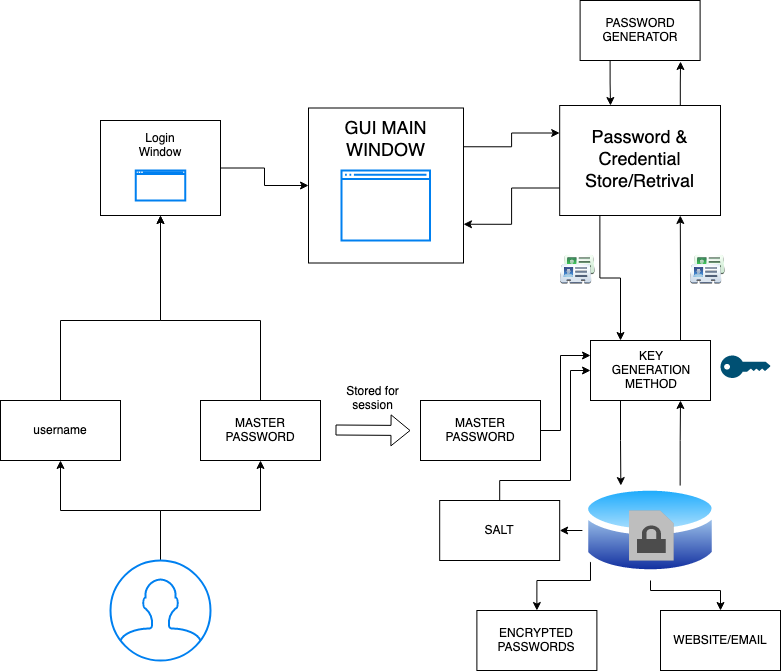 PASSWORD
GENERATOR
Login
Window
GUI MAIN
WINDOW
Password &
Credential
Store/Retrival
KEY
GENERATION
METHOD
Stored for
session
username
MASTER
PASSWORD
MASTER
PASSWORD
SALT
ENCRYPTED
PASSWORDS
WEBSITE/EMAIL